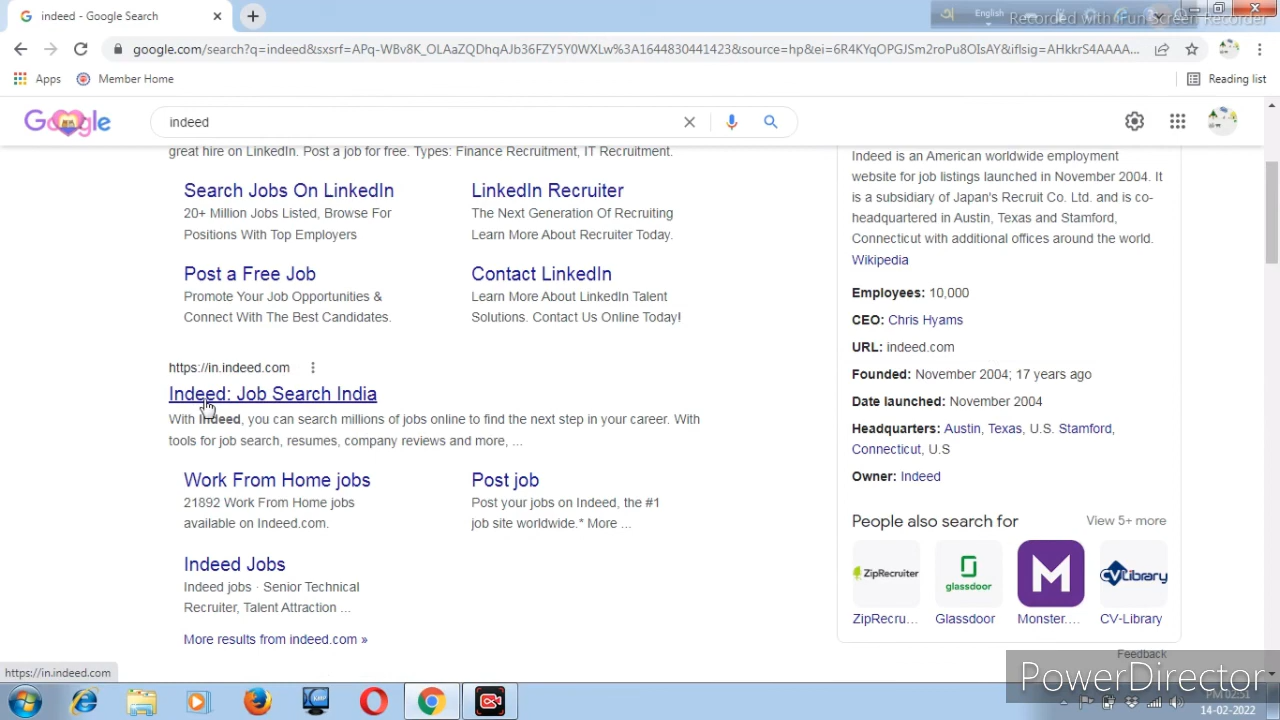 indeed - Google Search
English
Recorded with iFun Screen Recorder
google.com/search?q=indeed&sxsrf=APq-WBv8K_OLAaZQDhqAJb36FZY5Y0WXLw%3A1644830441423&source=hp&ei=6R4KYqOPGJSm2roPu8OIsAY&iflsig=AHkkrS4AAAA...
Apps
Member Home
Reading list
Google
indeed
great hire on LinkedIn. Post a job for free. Types: Finance Recruitment, IT Recruitment.
Search Jobs On LinkedIn
20+ Million Jobs Listed, Browse For
Positions With Top Employers
LinkedIn Recruiter
The Next Generation Of Recruiting
Learn More About Recruiter Today.
Post a Free Job
Promote Your Job Opportunities &
Connect With The Best Candidates.
Contact LinkedIn
Learn More About LinkedIn Talent
Solutions. Contact Us Online Today!
https://in.indeed.com
Indeed: Job Search India
With Indeed, you can search millions of jobs online to find the next step in your career. With
tools for job search, resumes, company reviews and more, ...
Work From Home jobs
21892 Work From Home jobs
available on Indeed.com.
Post job
Post your jobs on Indeed, the #1
job site worldwide.* More ...
Indeed Jobs
Indeed jobs · Senior Technical
Recruiter, Talent Attraction ...
More results from indeed.com »
Indeed is an American worldwide employment
website for job listings launched in November 2004. It
is a subsidiary of Japan's Recruit Co. Ltd. and is co-
headquartered in Austin, Texas and Stamford,
Connecticut with additional offices around the world.
Wikipedia
Employees: 10,000
CEO: Chris Hyams
URL: indeed.com
Founded: November 2004; 17 years ago
Date launched: November 2004
Headquarters: Austin, Texas, U.S. Stamford,
Connecticut, U.S
Owner: Indeed
People also search for
View 5+ more
ZipRecruiter
glassdoor
M
CVLibrary
ZipRecru...
Glassdoor
Monster....
CV-Library
Feedback
https://in.indeed.com
PowerDirector
PM 02:51
14-02-2022